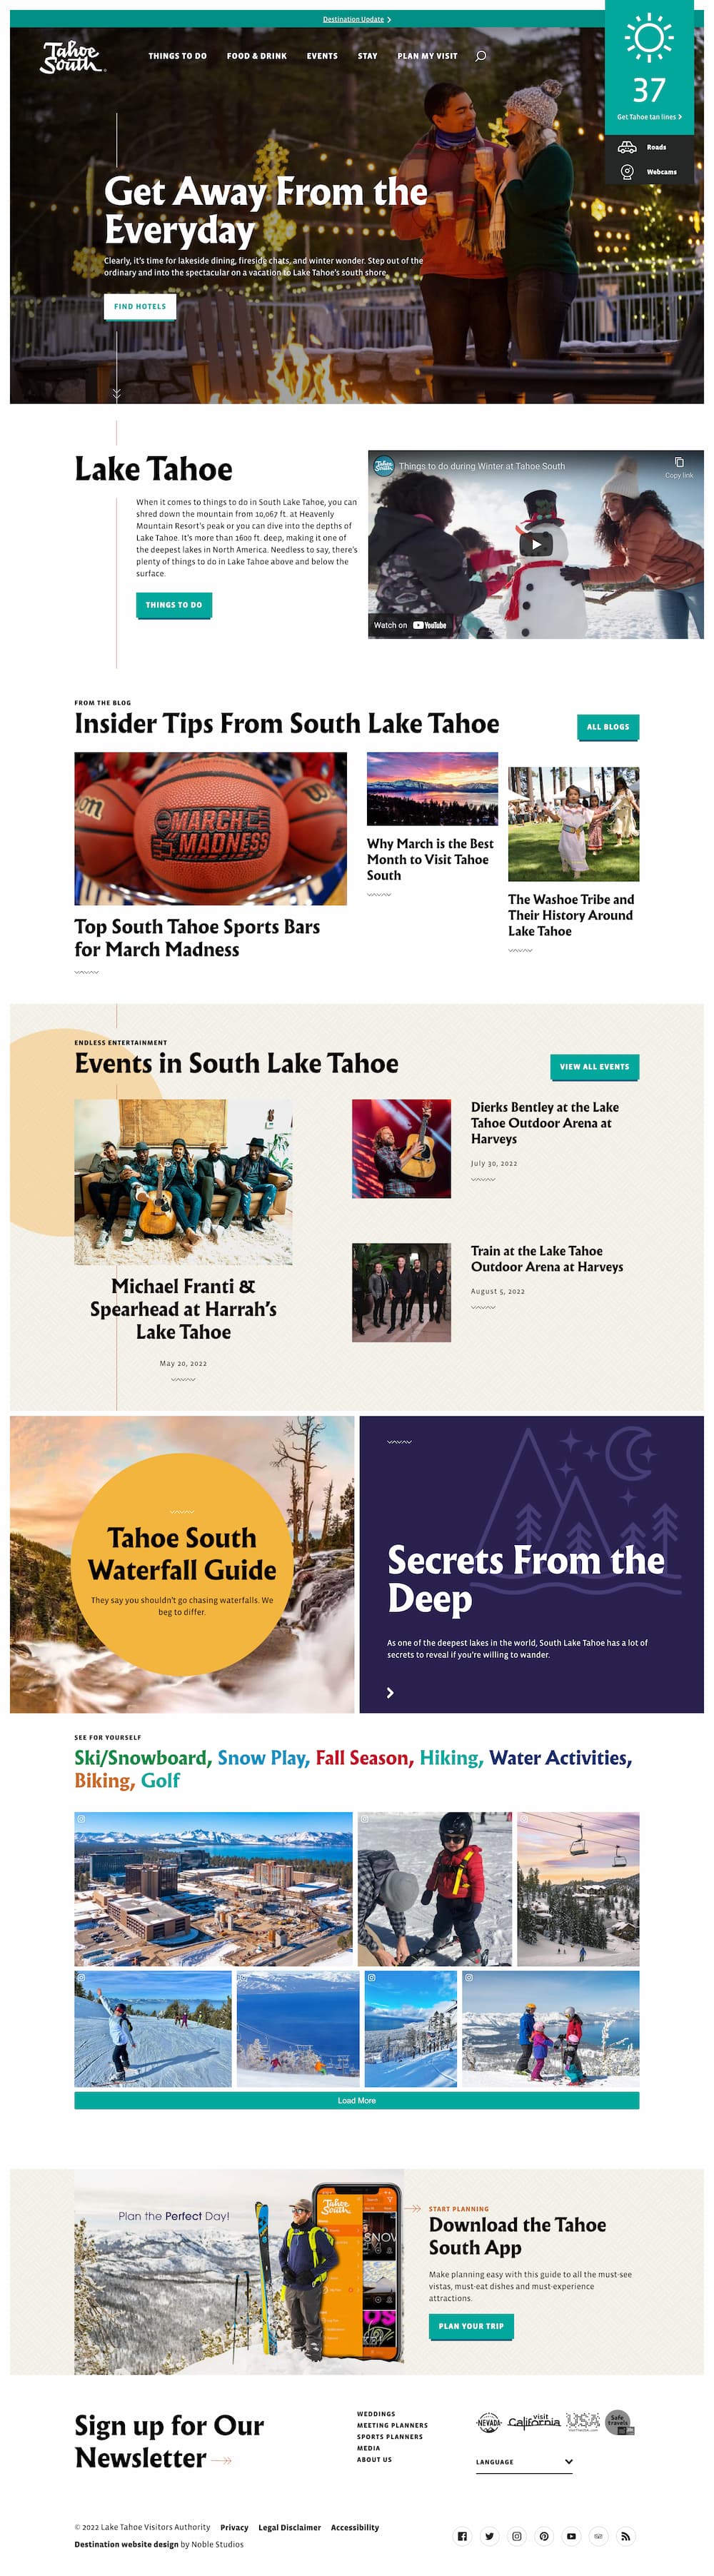 Destination Update
Tahoe
South
THINGS TO DO
FOOD & DRINK
EVENTS
STAY
PLAN MY VISIT
37
Get Tahoe tan lines
Roads
Webcams
Get Away From the
Everyday
Clearly, it's time for lakeside dining, fireside chats, and winter wonder. Step out of the
ordinary and into the spectacular on a vacation to Lake Tahoe's south shore.
FIND HOTELS
Lake Tahoe
When it comes to things to do in South Lake Tahoe, you can
shred down the mountain from 10,067 ft. at Heavenly
Mountain Resort's peak or you can dive into the depths of
Lake Tahoe. It's more than 1600 ft. deep, making it one of
the deepest lakes in North America. Needless to say, there's
plenty of things to do in Lake Tahoe above and below the
surface.
THINGS TO DO
Things to do during Winter at Tahoe South
Copy link
Watch on YouTube
FROM THE BLOG
Insider Tips From South Lake Tahoe
ALL BLOGS
MARCH
MADNESS
Top South Tahoe Sports Bars
for March Madness
Why March is the Best
Month to Visit Tahoe
South
The Washoe Tribe and
Their History Around
Lake Tahoe
ENDLESS ENTERTAINMENT
Events in South Lake Tahoe
VIEW ALL EVENTS
Michael Franti &
Spearhead at Harrah's
Lake Tahoe
May 20, 2022
Dierks Bentley at the Lake
Tahoe Outdoor Arena at
Harveys
July 30, 2022
Train at the Lake Tahoe
Outdoor Arena at Harveys
August 5, 2022
Tahoe South
Waterfall Guide
They say you shouldn't go chasing waterfalls. We
beg to differ.
Secrets From the
Deep
As one of the deepest lakes in the world, South Lake Tahoe has a lot of
secrets to reveal if you're willing to wander.
SEE FOR YOURSELF
Ski/Snowboard, Snow Play, Fall Season, Hiking, Water Activities,
Biking, Golf
Load More
Plan the Perfect Day!
Tahoe
South
SNOW
START PLANNING
Download the Tahoe
South App
Make planning easy with this guide to all the must-see
vistas, must-eat dishes and must-experience
attractions.
PLAN YOUR TRIP
Sign up for Our
Newsletter
WEDDINGS
MEETING PLANNERS
SPORTS PLANNERS
MEDIA
ABOUT US
NEVADA
visit
California
USA
Safe
travels
LANGUAGE
© 2022 Lake Tahoe Visitors Authority Privacy Legal Disclaimer Accessibility
Destination website design by Noble Studios